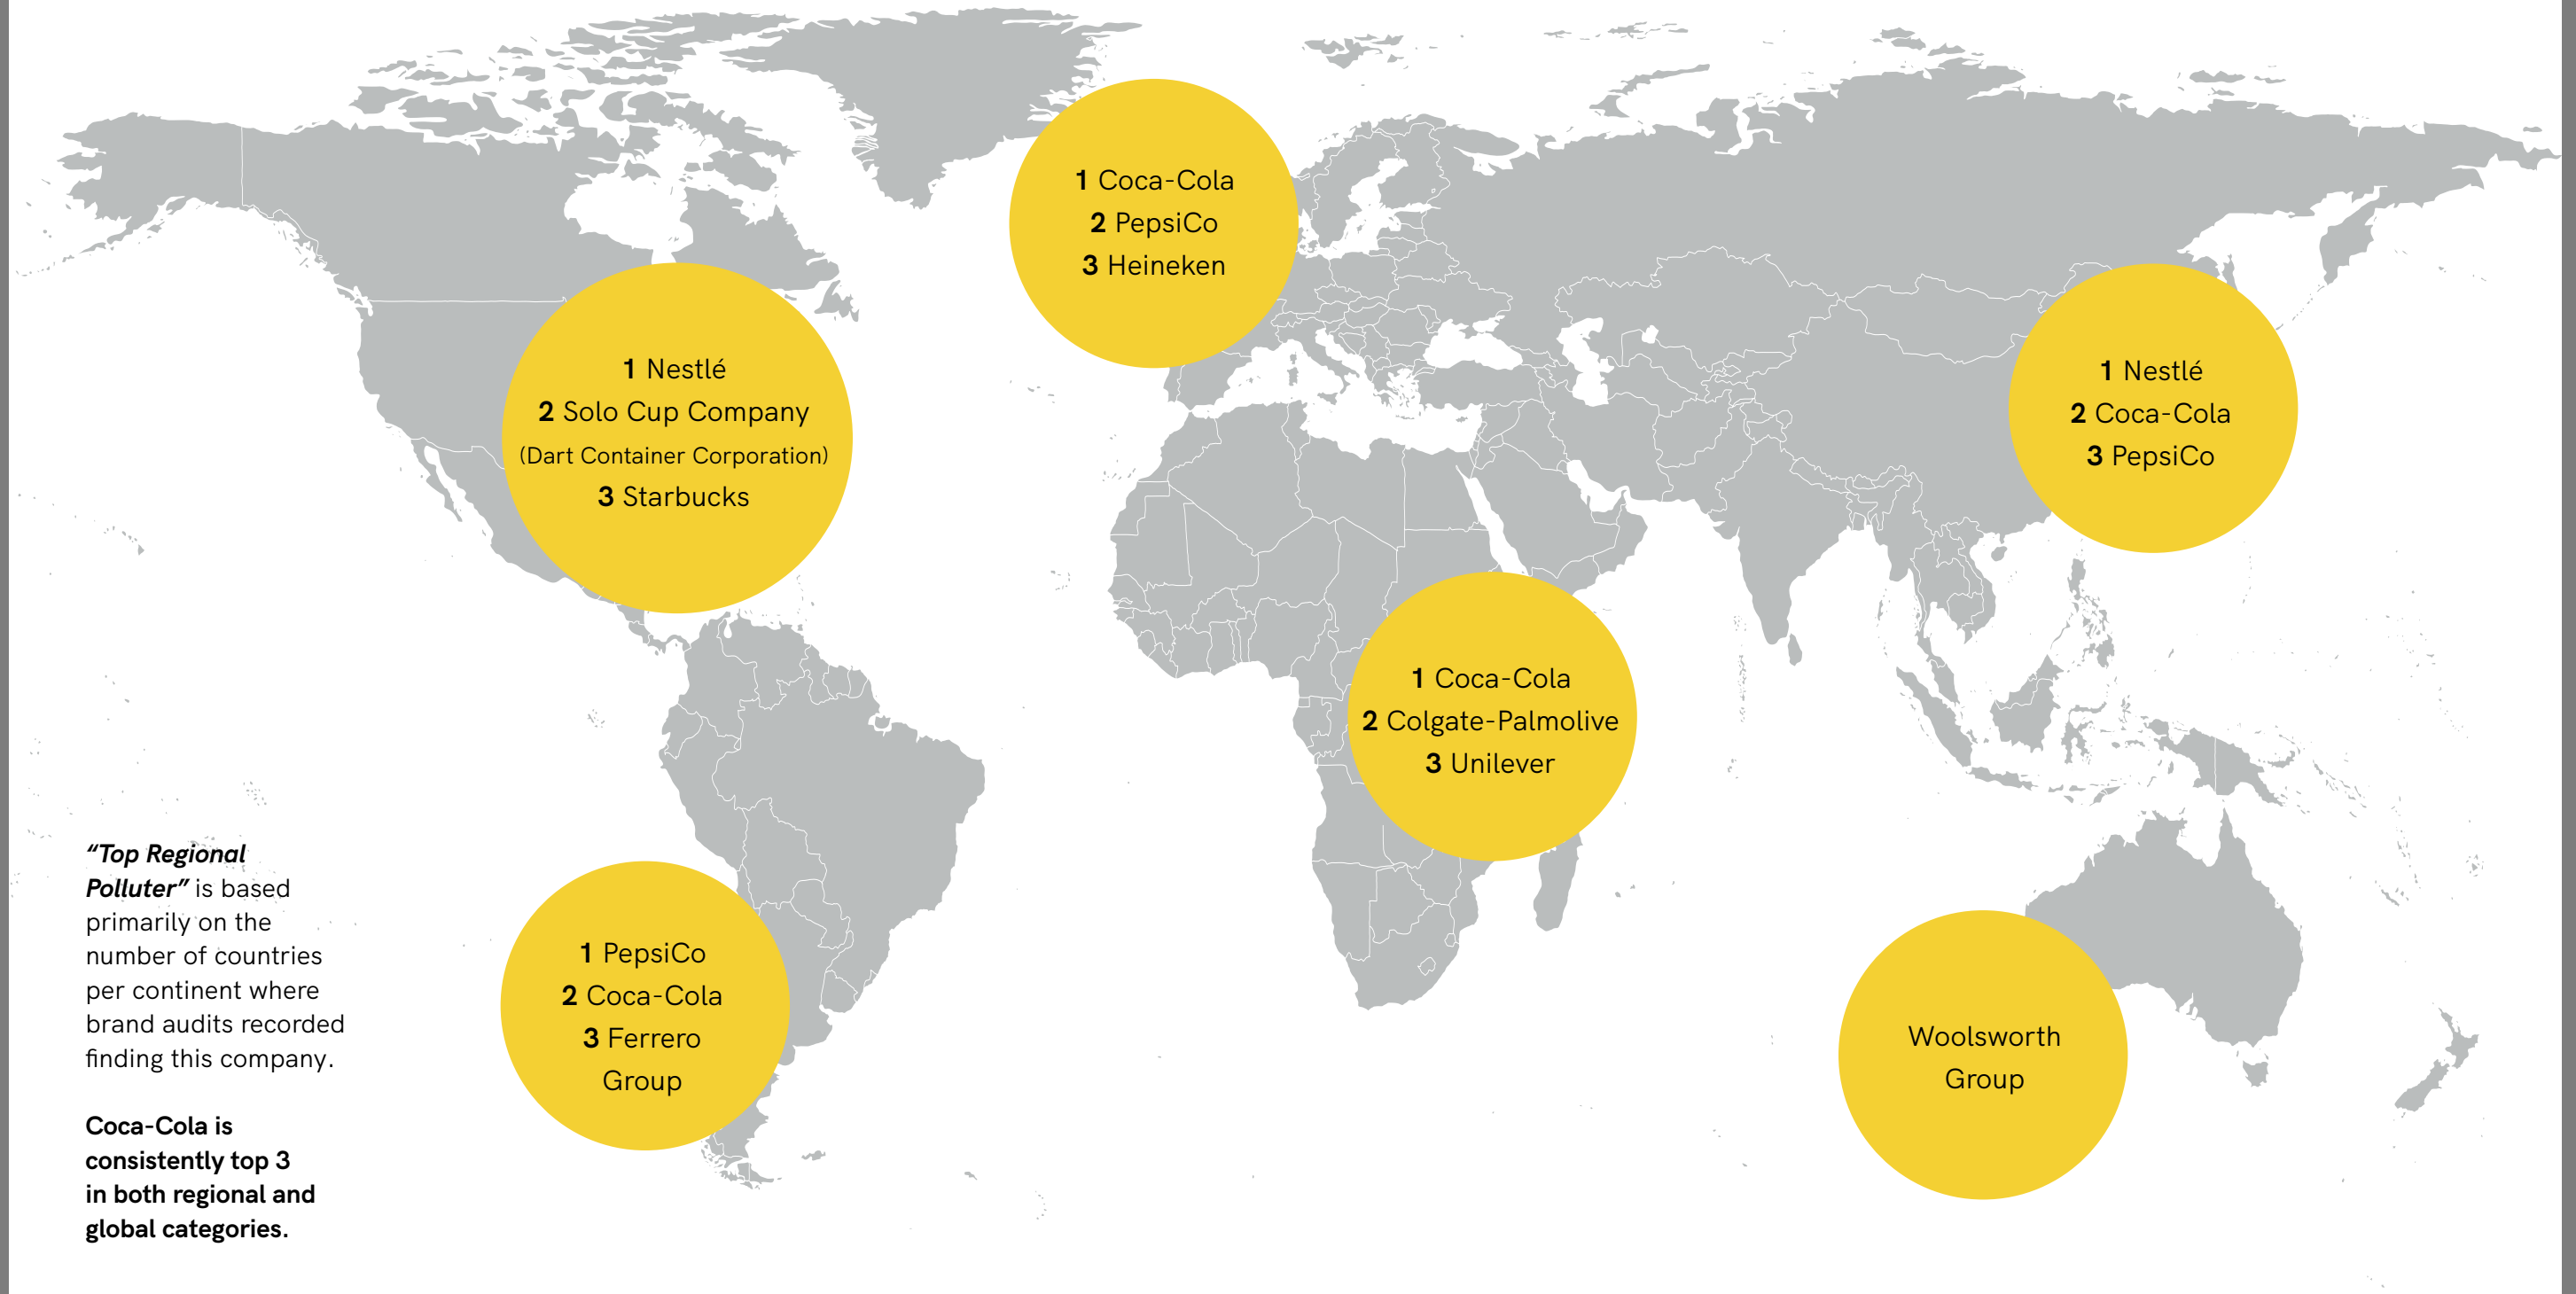 1 Coca-Cola
2 PepsiCo
3 Heineken
1 Nestlé
2 Solo Cup Company
(Dart Container Corporation)
3 Starbucks
1 Nestlé
2 Coca-Cola
3 PepsiCo
1 Coca-Cola
2 Colgate-Palmolive
3 Unilever
1 PepsiCo
2 Coca-Cola
3 Ferrero
Group
Woolsworth
Group
“Top Regional
Polluter” is based
primarily on the
number of countries
per continent where
brand audits recorded
finding this company.
Coca-Cola is
consistently top 3
in both regional and
global categories.